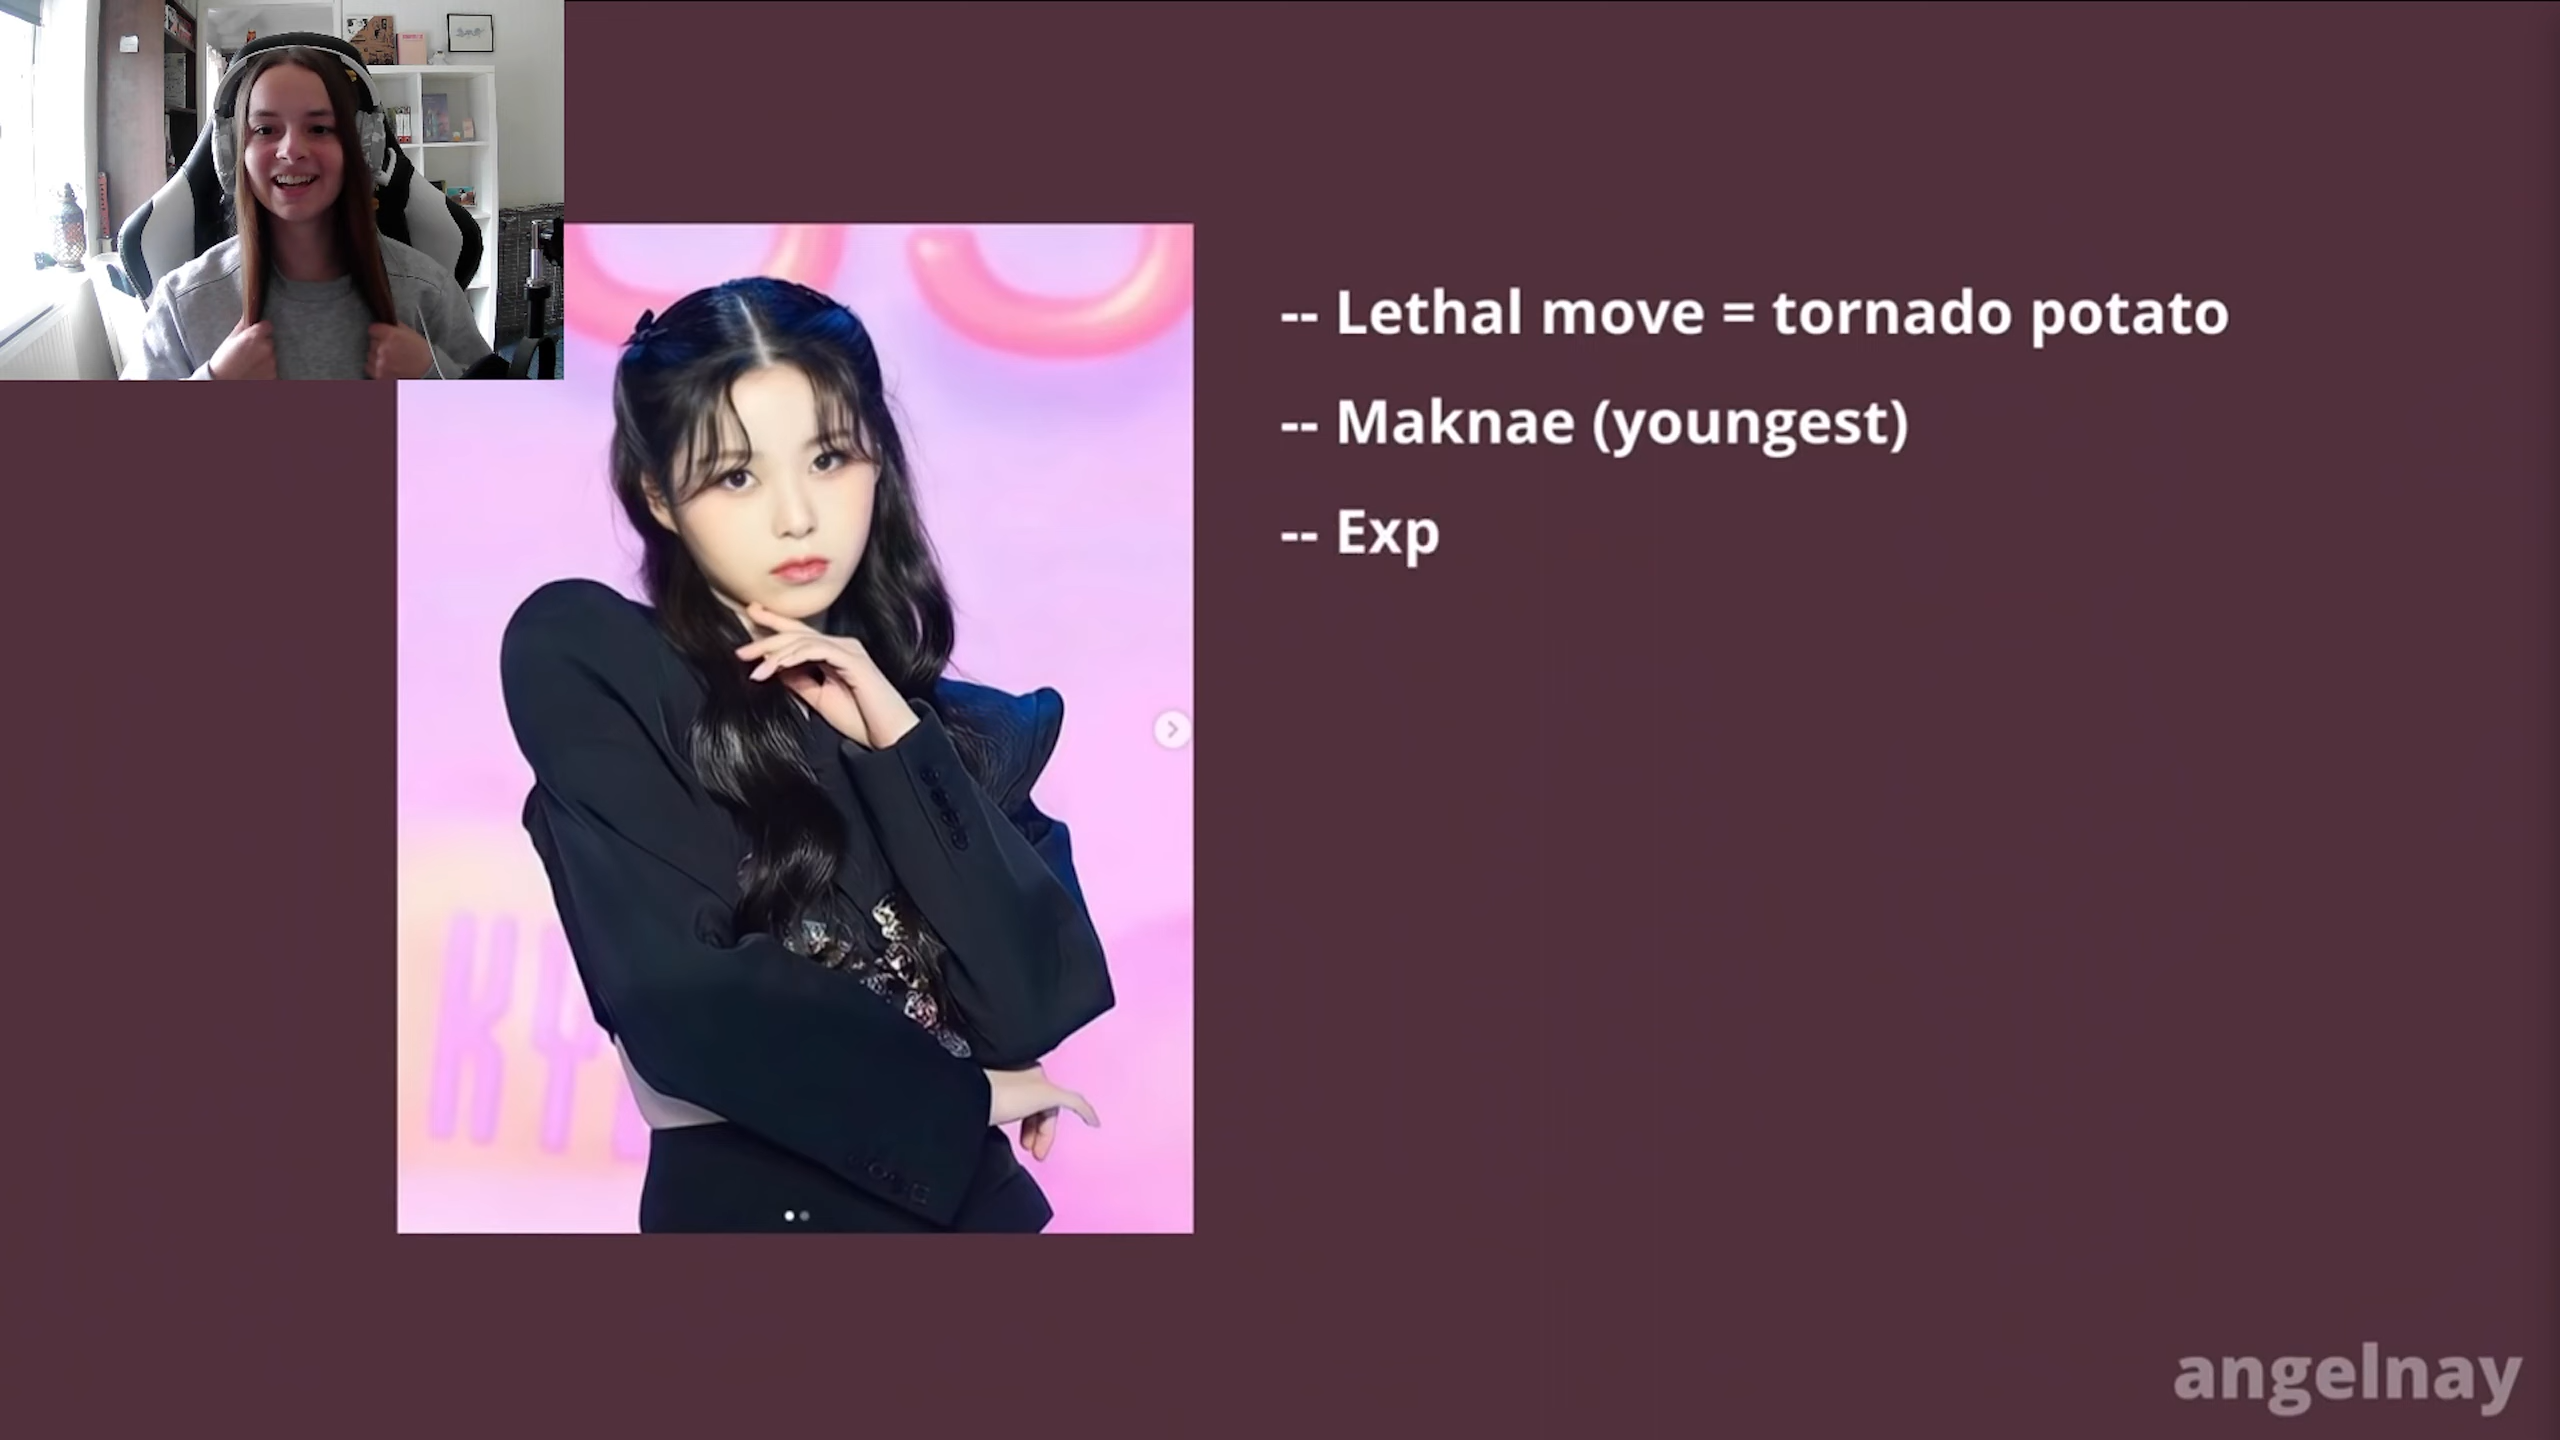 -- Lethal move = tornado potato
-- Maknae (youngest)
-- Exp
angelnay